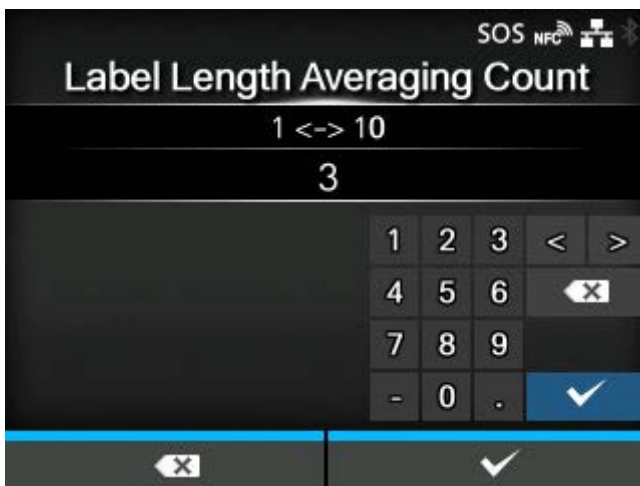 SOS NFC
Label Length Averaging Count
1 <-> 10
3
1 2 3 < >
4 5 6
7 8 9
- 0 .